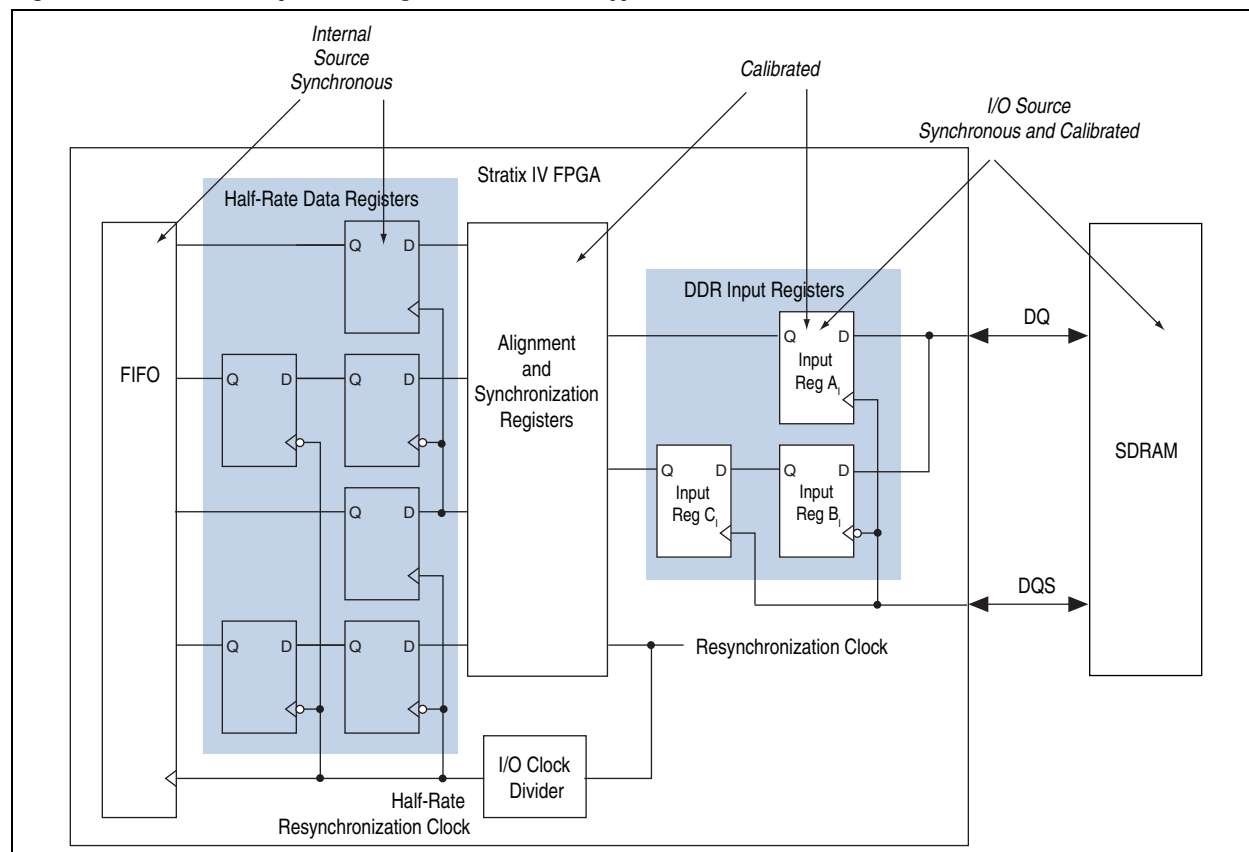 Internal
Source
Synchronous
Calibrated
I/O Source
Synchronous and Calibrated
Stratix IV FPGA
Half-Rate Data Registers
DDR Input Registers
FIFO
Q D
Q D
Q D
Q D
Q D
Q D
Alignment
and
Synchronization
Registers
Q D
Input
Reg A I
Q D
Input
Reg C I
Q D
Input
Reg B I
DQ
DQS
SDRAM
Resynchronization Clock
I/O Clock
Divider
Half-Rate
Resynchronization Clock